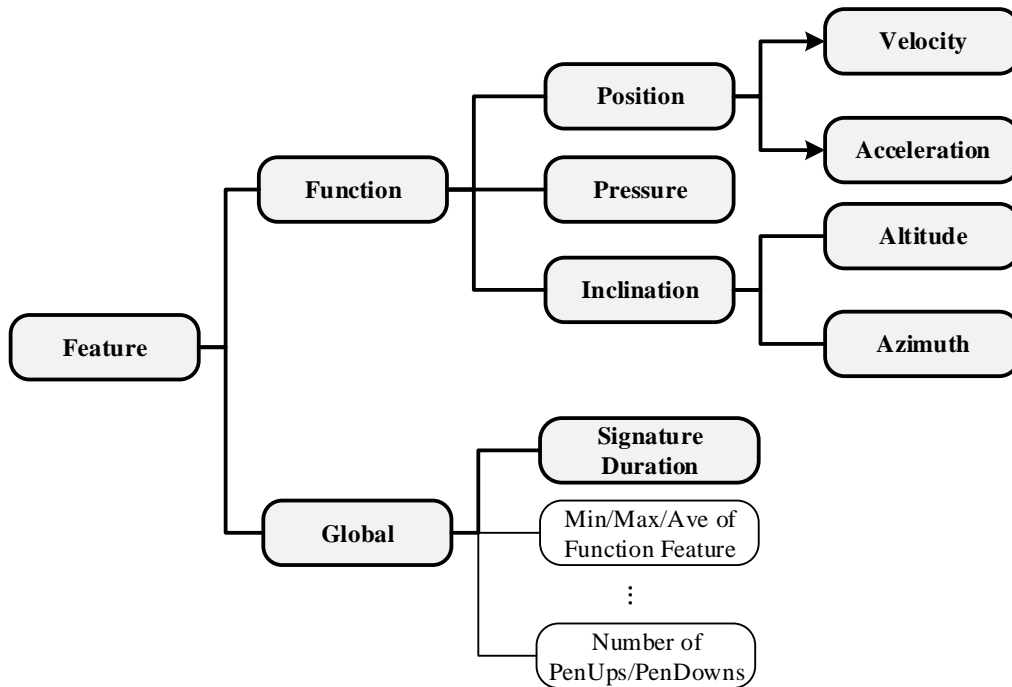 Velocity
Position
Acceleration
Function
Pressure
Altitude
Inclination
Feature
Azimuth
Signature
Duration
Global
Min/Max/Ave of
Function Feature
⋮
Number of
PenUps/PenDowns